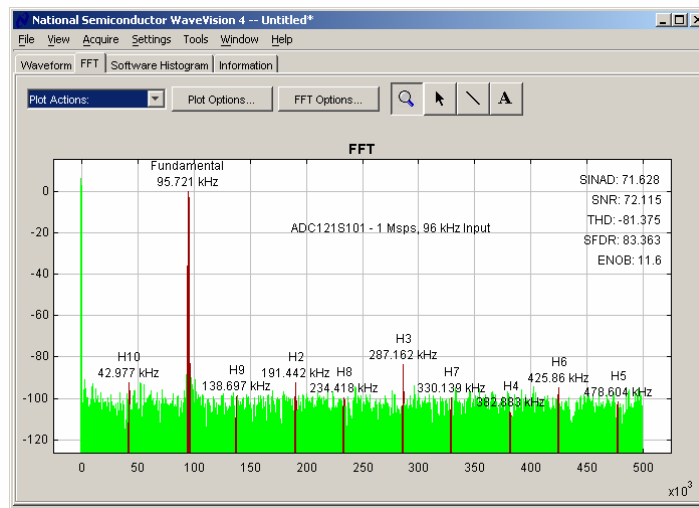 National Semiconductor WaveVision 4 -- Untitled*
File View Acquire Settings Tools Window Help
Waveform FFT Software Histogram Information
Plot Actions: Plot Options... FFT Options... A
FFT
Fundamental
95.721 kHz
SINAD: 71.628
SNR: 72.115
THD: -81.375
SFDR: 83.363
ENOB: 11.6
ADC121S101 - 1 Msps, 96 kHz Input
0
-20
-40
-60
-80
-100
-120
H10
42.977 kHz
H9
138.697 kHz
H2
191.442 kHz
H8
234.418 kHz
H3
287.162 kHz
H7
330.139 kHz
H4
382.883 kHz
H6
425.86 kHz
H5
478.604 kHz
0 50 100 150 200 250 300 350 400 450 500
x10^3